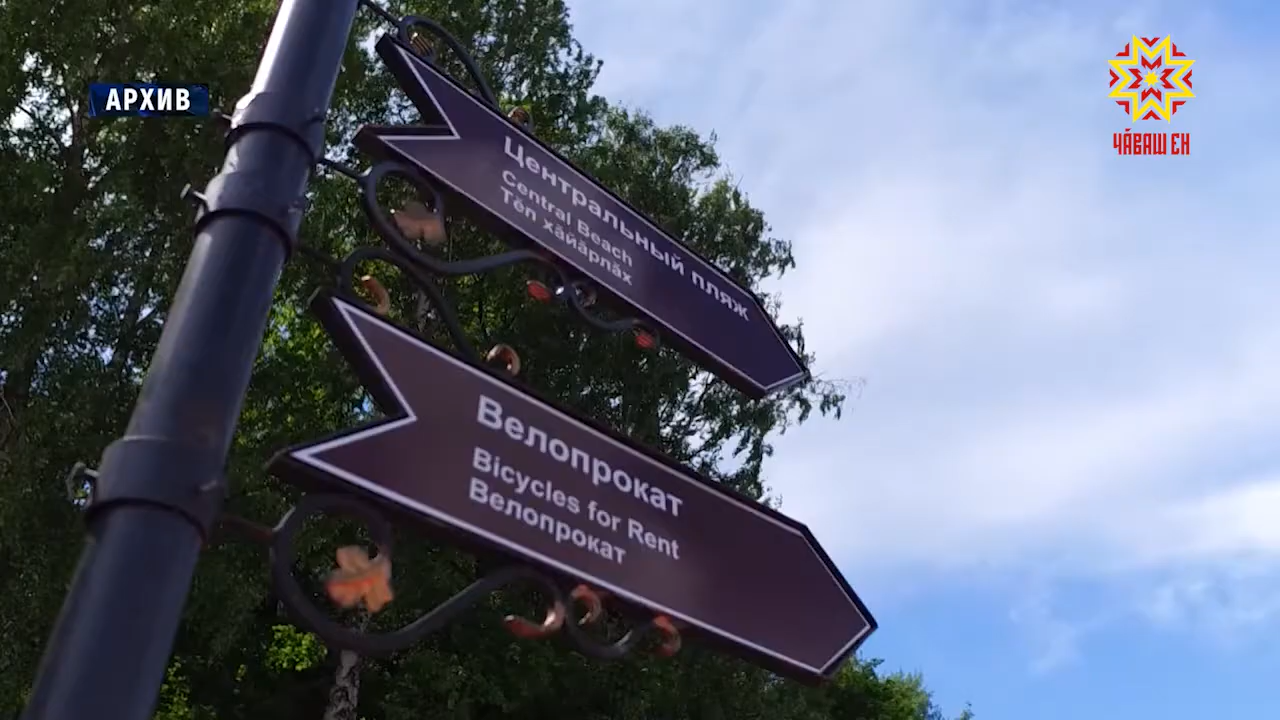 АРХИВ
ЧӐВАШ ЕН
Центральный пляж
Central Beach
Тӗп хӑйӑрлӑх
Велопрокат
Bicycles for Rent
Велопрокат